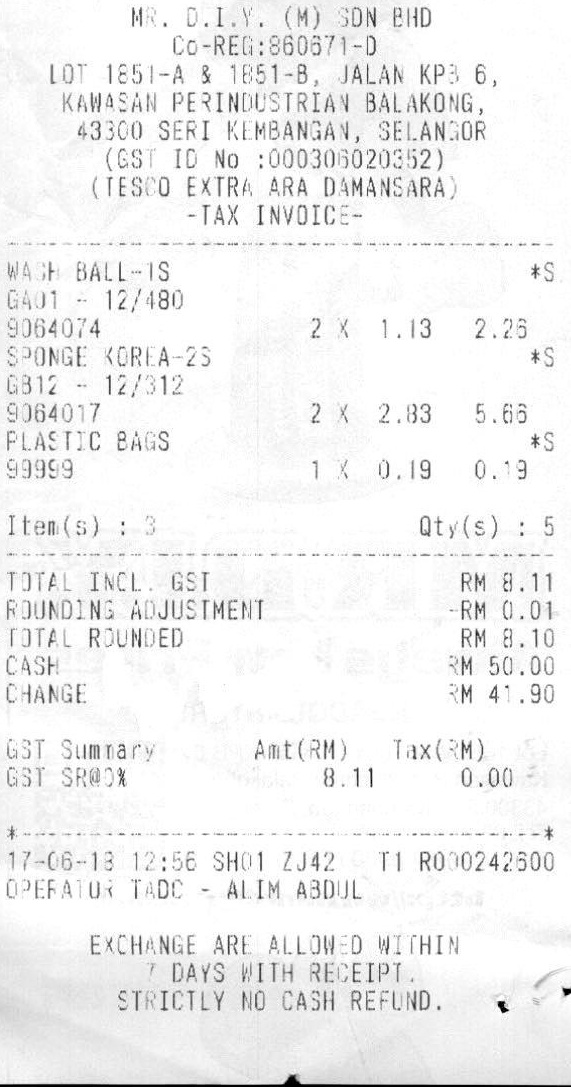 MR. D.I.Y. (M) SDN BHD
Co-REG:860671-D
LOT 1851-A & 1851-B, JALAN KPB 6,
KAWASAN PERINDUSTRIAN BALAKONG,
43300 SERI KEMBANGAN, SELANGOR
(GST ID No :000306020352)
(TESCO EXTRA ARA DAMANSARA)
-TAX INVOICE-
WASH BALL-1S *S
GA01 - 12/480
9064074 2 X 1.13 2.26
SPONGE KOREA-2S *S
GB12 - 12/312
9064017 2 X 2.83 5.66
PLASTIC BAGS *S
99999 1 X 0.19 0.19
Item(s) : 3 Qty(s) : 5
TOTAL INCL. GST RM 8.11
ROUNDING ADJUSTMENT -RM 0.01
TOTAL ROUNDED RM 8.10
CASH RM 50.00
CHANGE RM 41.90
GST Summary Amt(RM) Tax(RM)
GST SR@0% 8.11 0.00
17-06-18 12:56 SH01 ZJ42 T1 R000242600
OPERATOR TADC - ALIM ABDUL
EXCHANGE ARE ALLOWED WITHIN
7 DAYS WITH RECEIPT.
STRICTLY NO CASH REFUND.